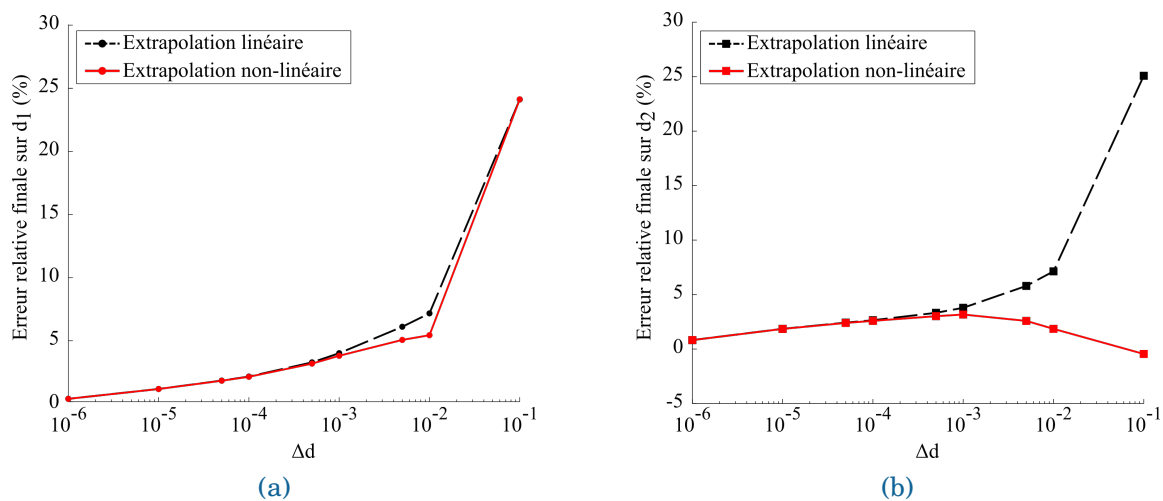 30
Extrapolation linéaire
Extrapolation non-linéaire
25
20
15
10
5
0
Erreur relative finale sur d1 (%)
10-6
10-5
10-4
10-3
10-2
10-1
Δd
(a)
30
Extrapolation linéaire
Extrapolation non-linéaire
25
20
15
10
5
0
-5
Erreur relative finale sur d2 (%)
10-6
10-5
10-4
10-3
10-2
10-1
Δd
(b)